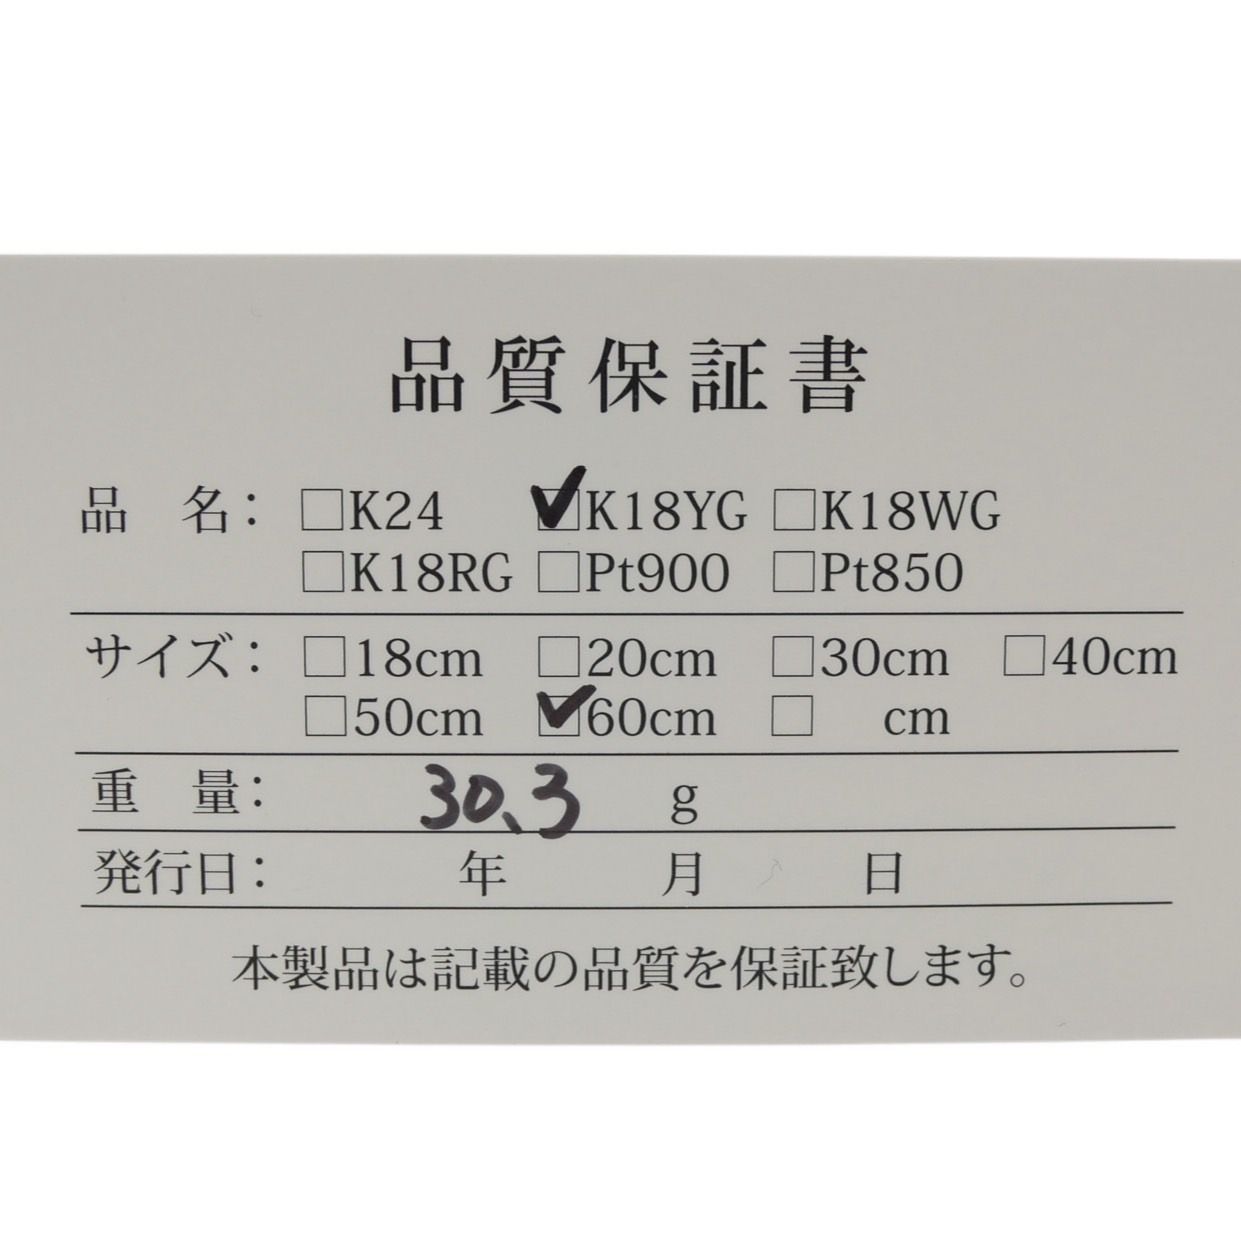 品質保証書
品　名： □K24 ☑K18YG □K18WG
□K18RG □Pt900 □Pt850
サイズ： □18cm □20cm □30cm □40cm
□50cm ☑60cm □　cm
重　量： 30.3 g
発行日： 年 月 日
本製品は記載の品質を保証致します。